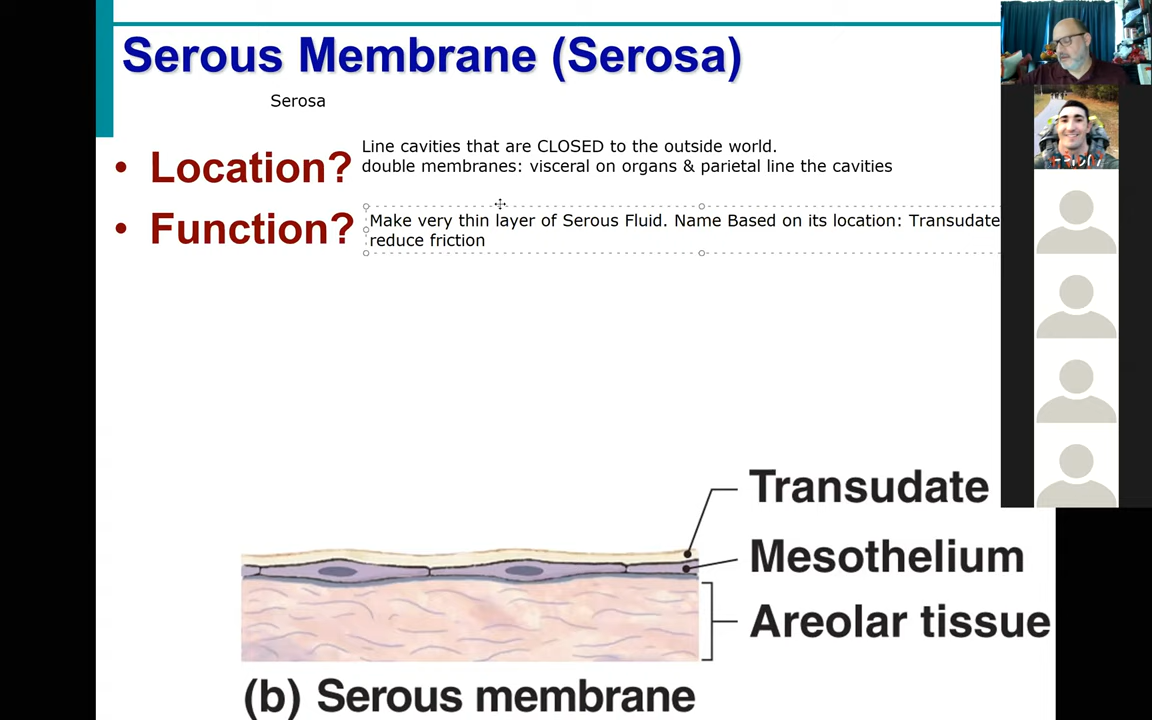 Serous Membrane (Serosa)
Serosa
• Location?
Line cavities that are CLOSED to the outside world.
double membranes: visceral on organs & parietal line the cavities
• Function?
Make very thin layer of Serous Fluid. Name Based on its location: Transudate
reduce friction
Transudate
Mesothelium
Areolar tissue
(b) Serous membrane